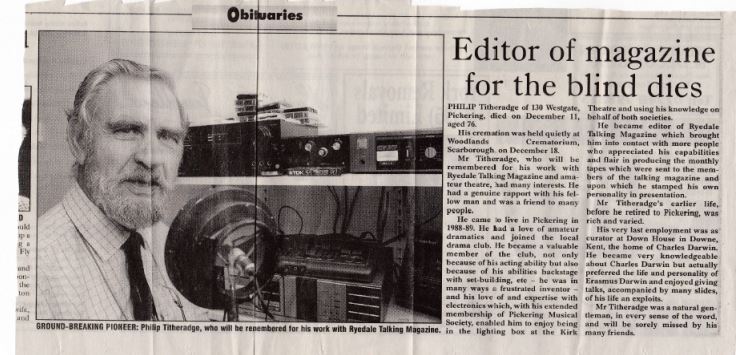 Obituaries
Editor of magazine
for the blind dies
PHILIP Titheradge of 130 Westgate,
Pickering, died on December 11,
aged 76.
His cremation was held quietly at
Woodlands Crematorium,
Scarborough on December 18.
Mr Titheradge, who will be
remembered for his work with
Ryedale Talking Magazine and ama-
teur theatre, had many interests. He
had a genuine rapport with his fel-
low man and was a friend to many
people.
He came to live in Pickering in
1988-89. He had a love of amateur
dramatics and joined the local
drama club. He became a valuable
member of the club, not only
because of his acting ability but also
because of his abilities backstage
with set-building, etc – he was in
many ways a frustrated inventor –
and his love of and expertise with
electronics which, with his extended
membership of Pickering Musical
Society, enabled him to enjoy being
in the lighting box at the Kirk
Theatre and using his knowledge on
behalf of both societies.
He became editor of Ryedale
Talking Magazine which brought
him into contact with more people
who appreciated his capabilities
and flair in producing the monthly
tapes which were sent to the mem-
bers of the talking magazine and
upon which he stamped his own
personality in presentation.
Mr Titheradge's earlier life,
before he retired to Pickering, was
rich and varied.
His very last employment was as
curator at Down House in Downe,
Kent, the home of Charles Darwin.
He became very knowledgeable
about Charles Darwin but actually
preferred the life and personality of
Erasmus Darwin and enjoyed giving
talks, accompanied by many slides,
of his life an exploits.
Mr Titheradge was a natural gen-
tleman, in every sense of the word,
and will be sorely missed by his
many friends.
GROUND-BREAKING PIONEER: Philip Titheradge, who will be remembered for his work with Ryedale Talking Magazine.
TDK
Fly
and
the
ton
and